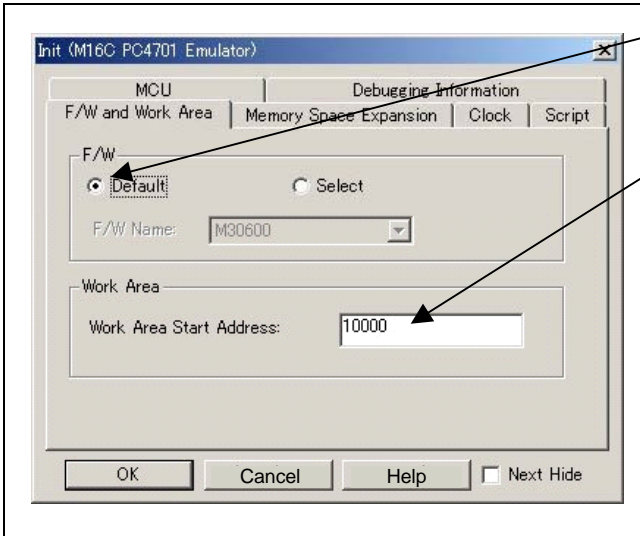 Init (M16C PC4701 Emulator)
MCU
Debugging Information
F/W and Work Area
Memory Space Expansion
Clock
Script
F/W
Default
Select
F/W Name:
M30600
Work Area
Work Area Start Address:
10000
OK
Cancel
Help
Next Hide